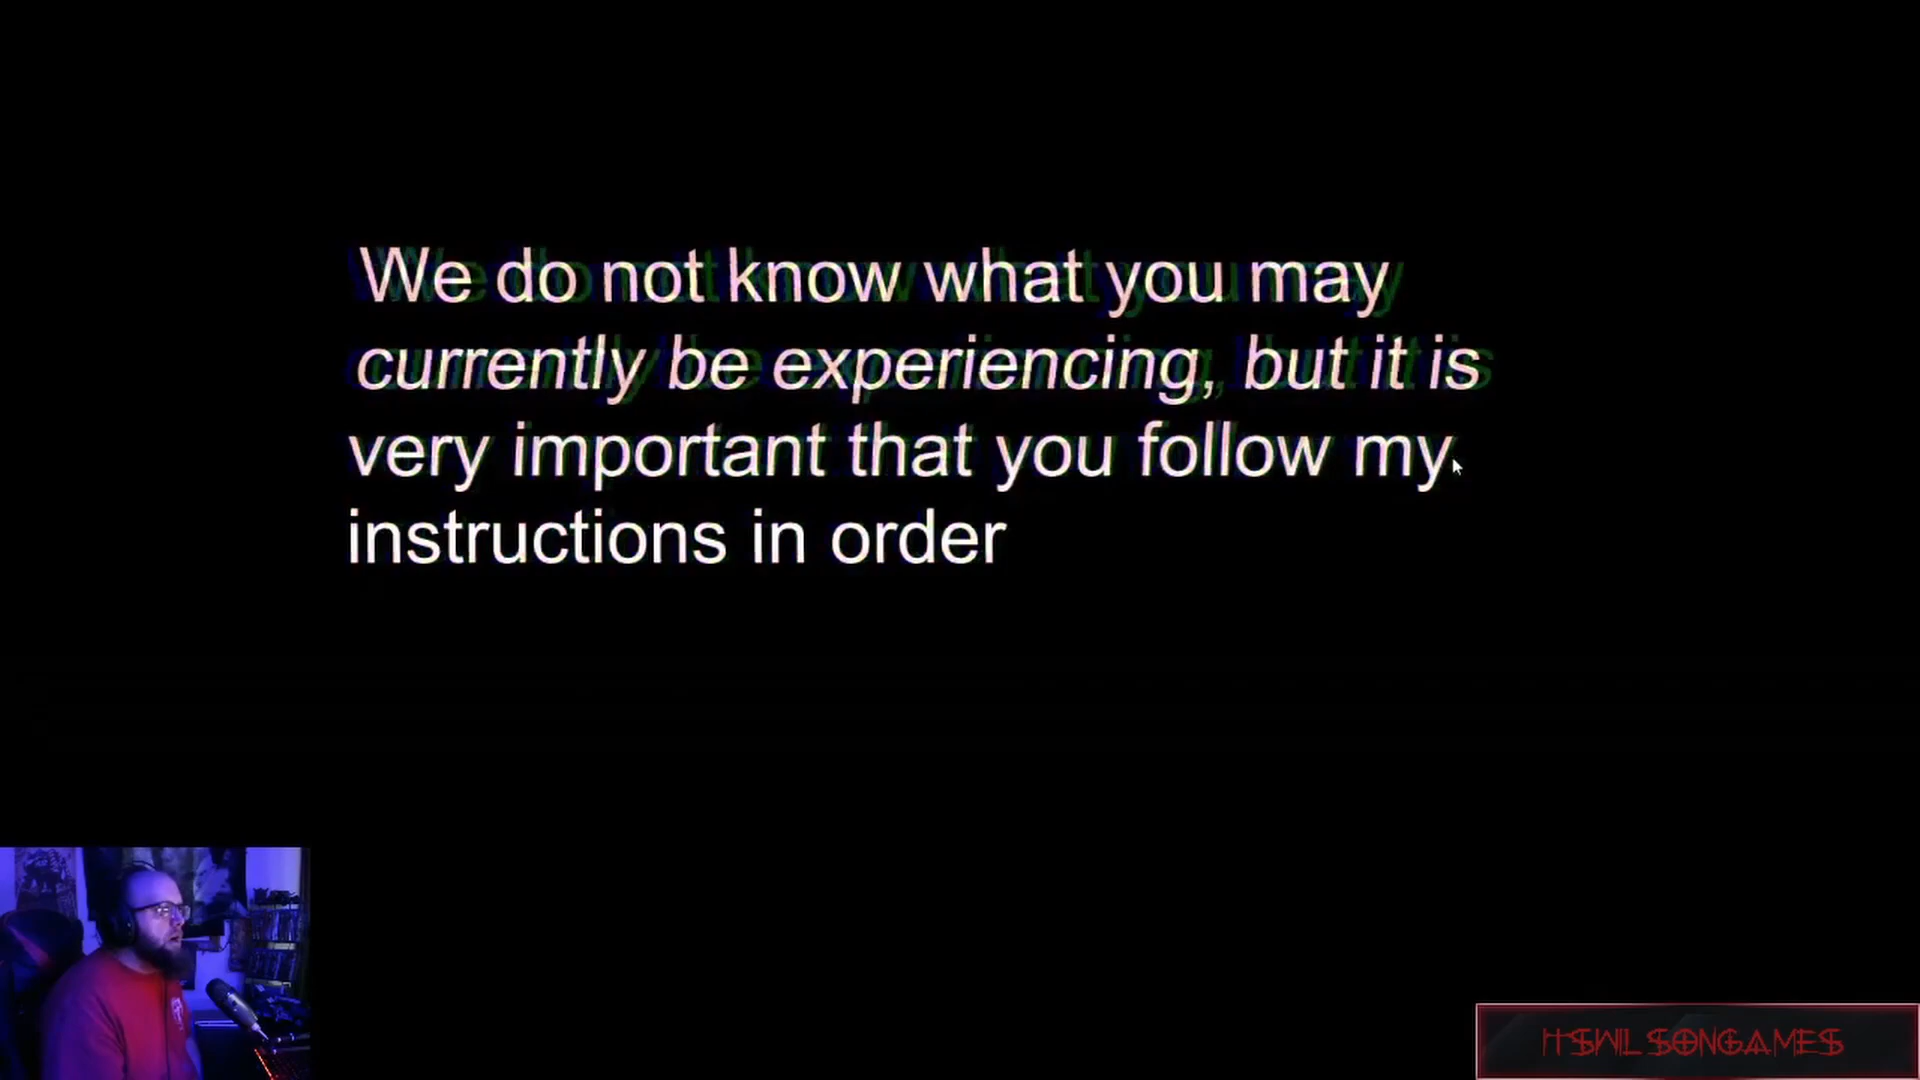 We do not know what you may
currently be experiencing, but it is
very important that you follow my
instructions in order
ITSWILSONGAMES